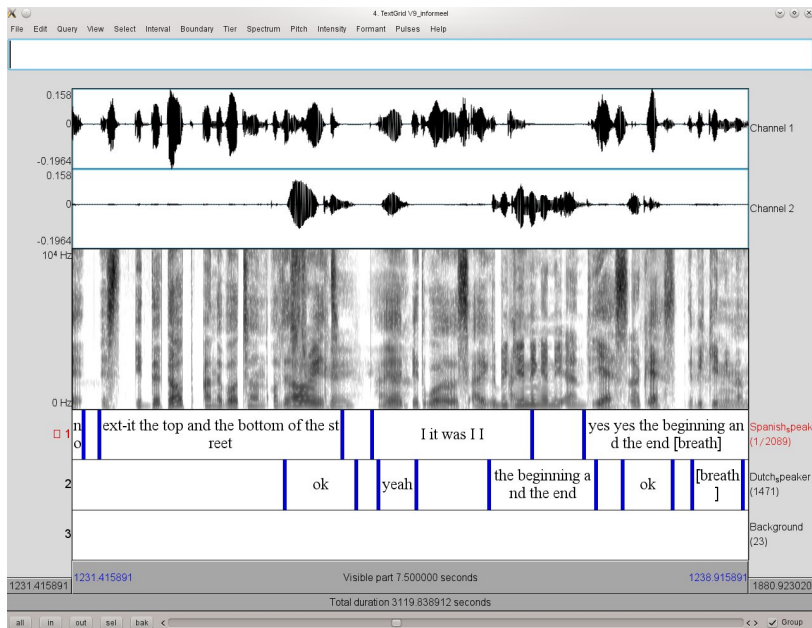 4. TextGrid V9_informeel
File Edit Query View Select Interval Boundary Tier Spectrum Pitch Intensity Formant Pulses Help
0.158
0
-0.1964
Channel 1
0.158
0
-0.1964
Channel 2
10⁴ Hz
0 Hz
1
n
o
ext-it the top and the bottom of the st
reet
I it was I I
yes yes the beginning an
d the end [breath]
Spanishₛpeak
(1/2089)
2
ok
yeah
the beginning a
nd the end
ok
[breath
]
Dutchₛpeaker
(1471)
3
Background
(23)
1231.415891
1231.415891
Visible part 7.500000 seconds
1238.915891
1880.923020
Total duration 3119.838912 seconds
all in out sel bak < < > Group